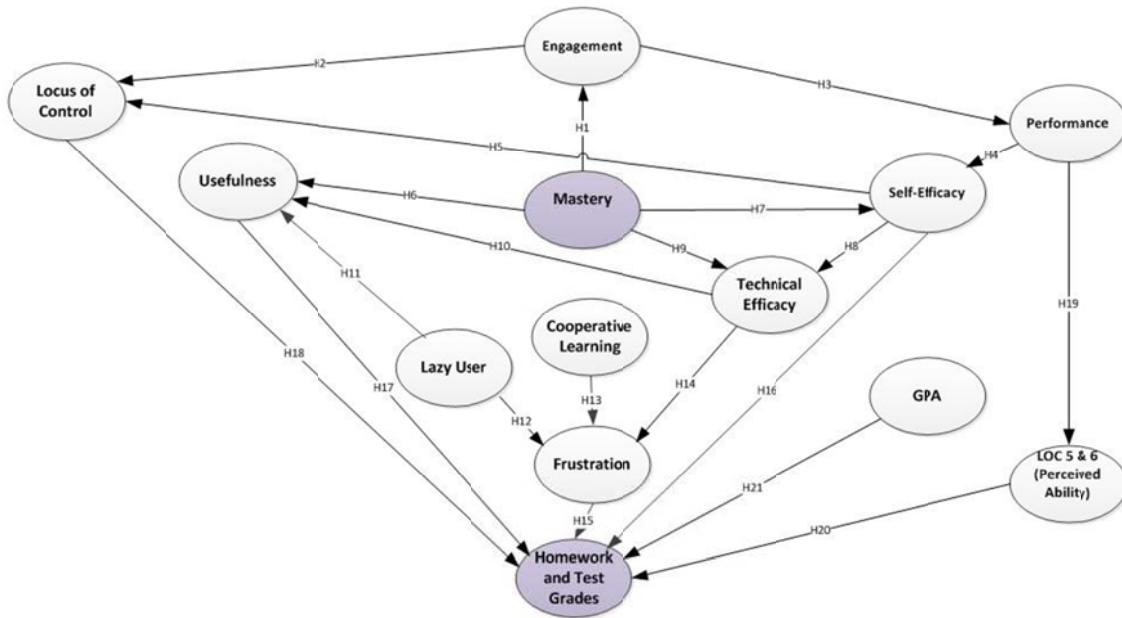 Engagement
H2
H3
Locus of
Control
Performance
H1
H4
H5
Usefulness
Mastery
Self-Efficacy
H6
H7
H8
H9
H10
H11
Technical
Efficacy
Cooperative
Learning
H19
H18
Lazy User
H17
H14
H16
GPA
H13
H12
Frustration
LOC 5 & 6
(Perceived
Ability)
H21
H15
H20
Homework
and Test
Grades